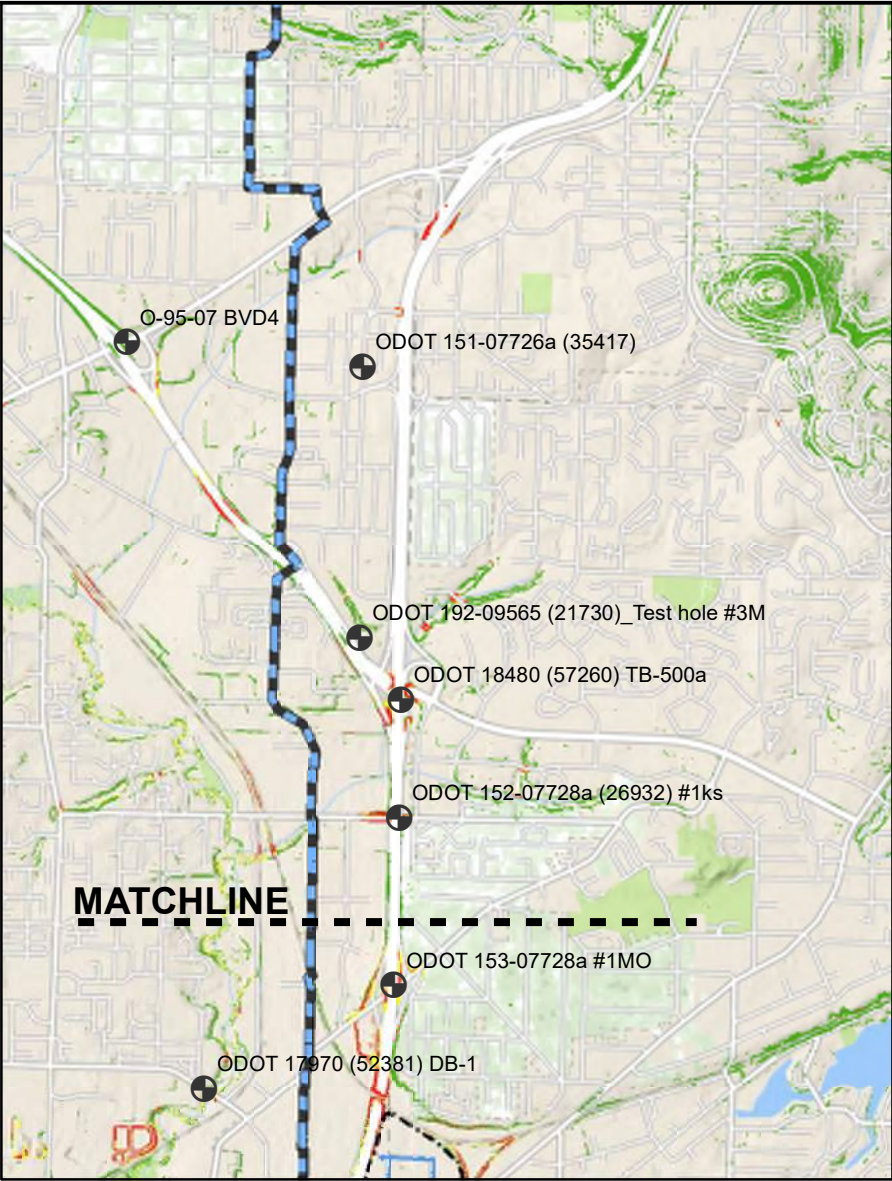 O-95-07 BVD4
ODOT 151-07726a (35417)
ODOT 192-09565 (21730)_Test hole #3M
ODOT 18480 (57260) TB-500a
ODOT 152-07728a (26932) #1ks
MATCHLINE
ODOT 153-07728a #1MO
ODOT 17970 (52381) DB-1